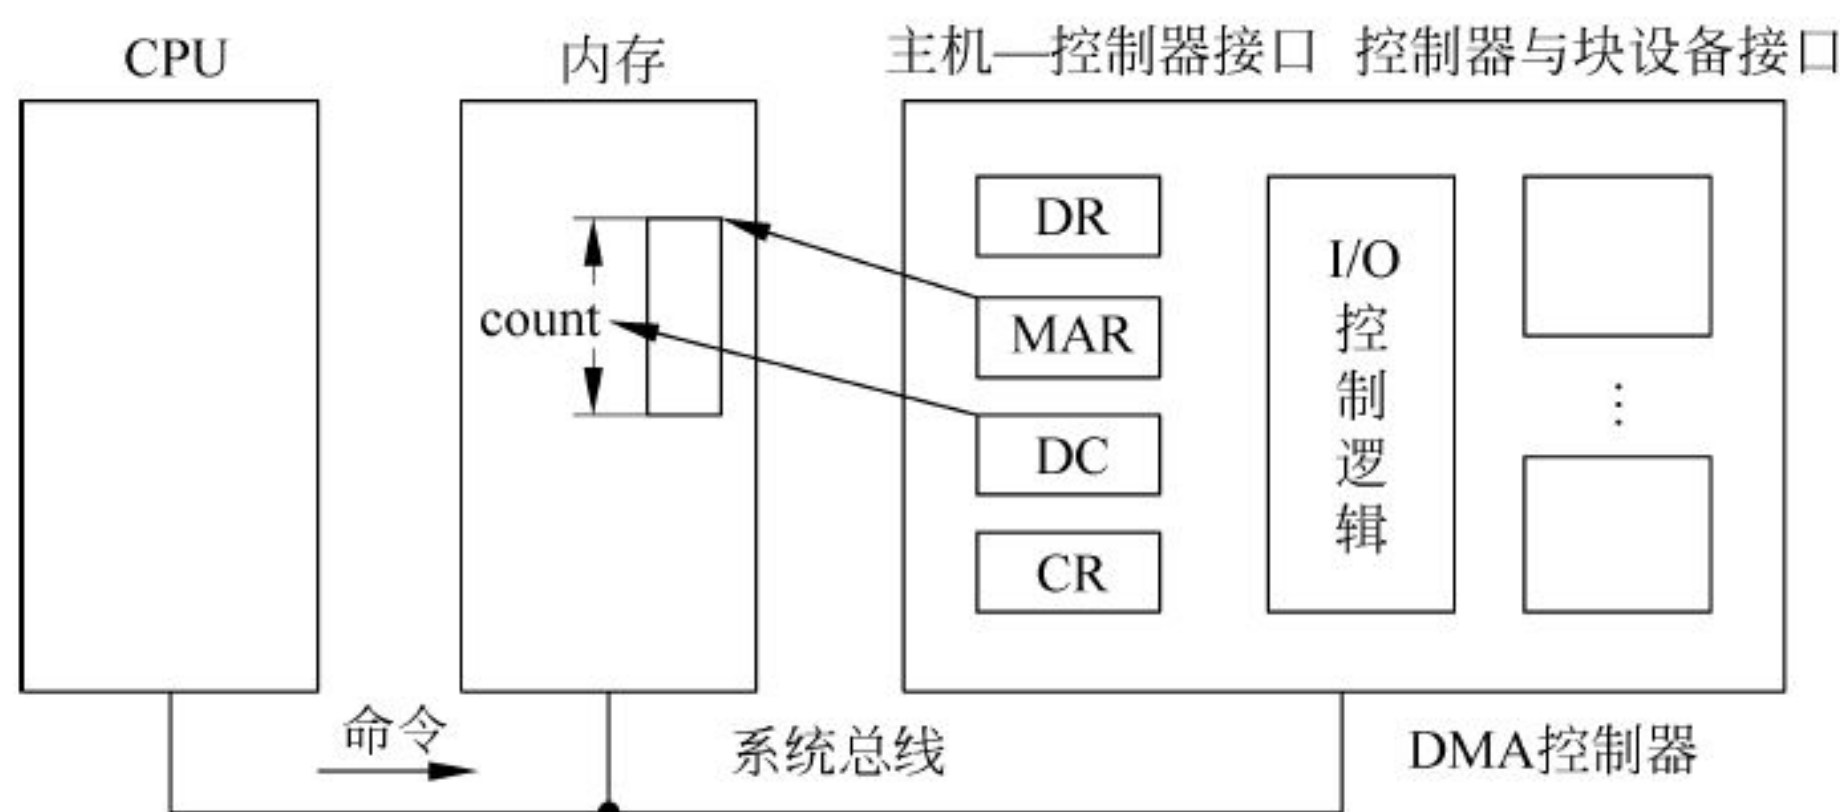 CPU
内存
主机—控制器接口
控制器与块设备接口
DR
MAR
DC
CR
count
I/O
控
制
逻
辑
⋮
命令
系统总线
DMA控制器